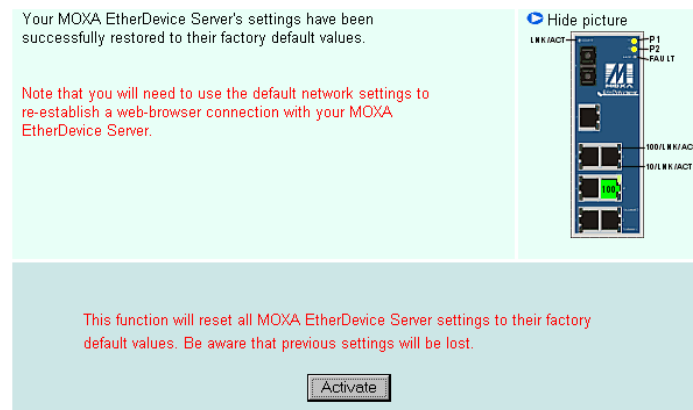 Your MOXA EtherDevice Server's settings have been
successfully restored to their factory default values.
Note that you will need to use the default network settings to
re-establish a web-browser connection with your MOXA
EtherDevice Server.
Hide picture
LNK/ACT
P1
P2
FAULT
MOXA
100/LNK/AC
10/LNK/ACT
100
This function will reset all MOXA EtherDevice Server settings to their factory
default values. Be aware that previous settings will be lost.
Activate